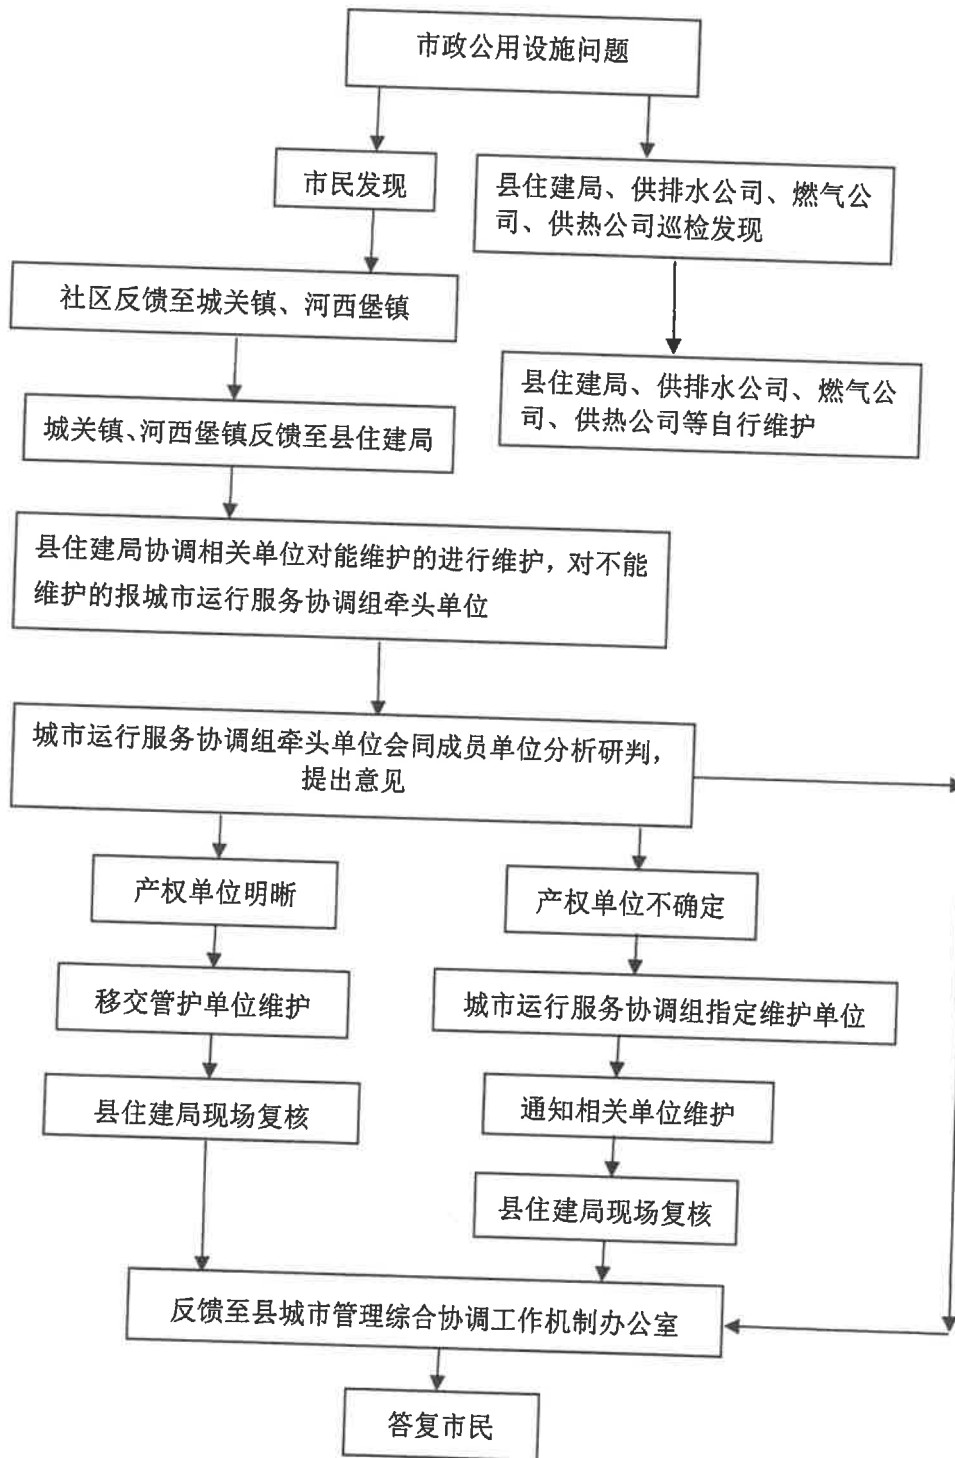 市政公用设施问题
市民发现
县住建局、供排水公司、燃气公
司、供热公司巡检发现
社区反馈至城关镇、河西堡镇
县住建局、供排水公司、燃气公
司、供热公司等自行维护
城关镇、河西堡镇反馈至县住建局
县住建局协调相关单位对能维护的进行维护，对不能
维护的报城市运行服务协调组牵头单位
城市运行服务协调组牵头单位会同成员单位分析研判，
提出意见
产权单位明晰
产权单位不确定
移交管护单位维护
城市运行服务协调组指定维护单位
县住建局现场复核
通知相关单位维护
县住建局现场复核
反馈至县城市管理综合协调工作机制办公室
答复市民